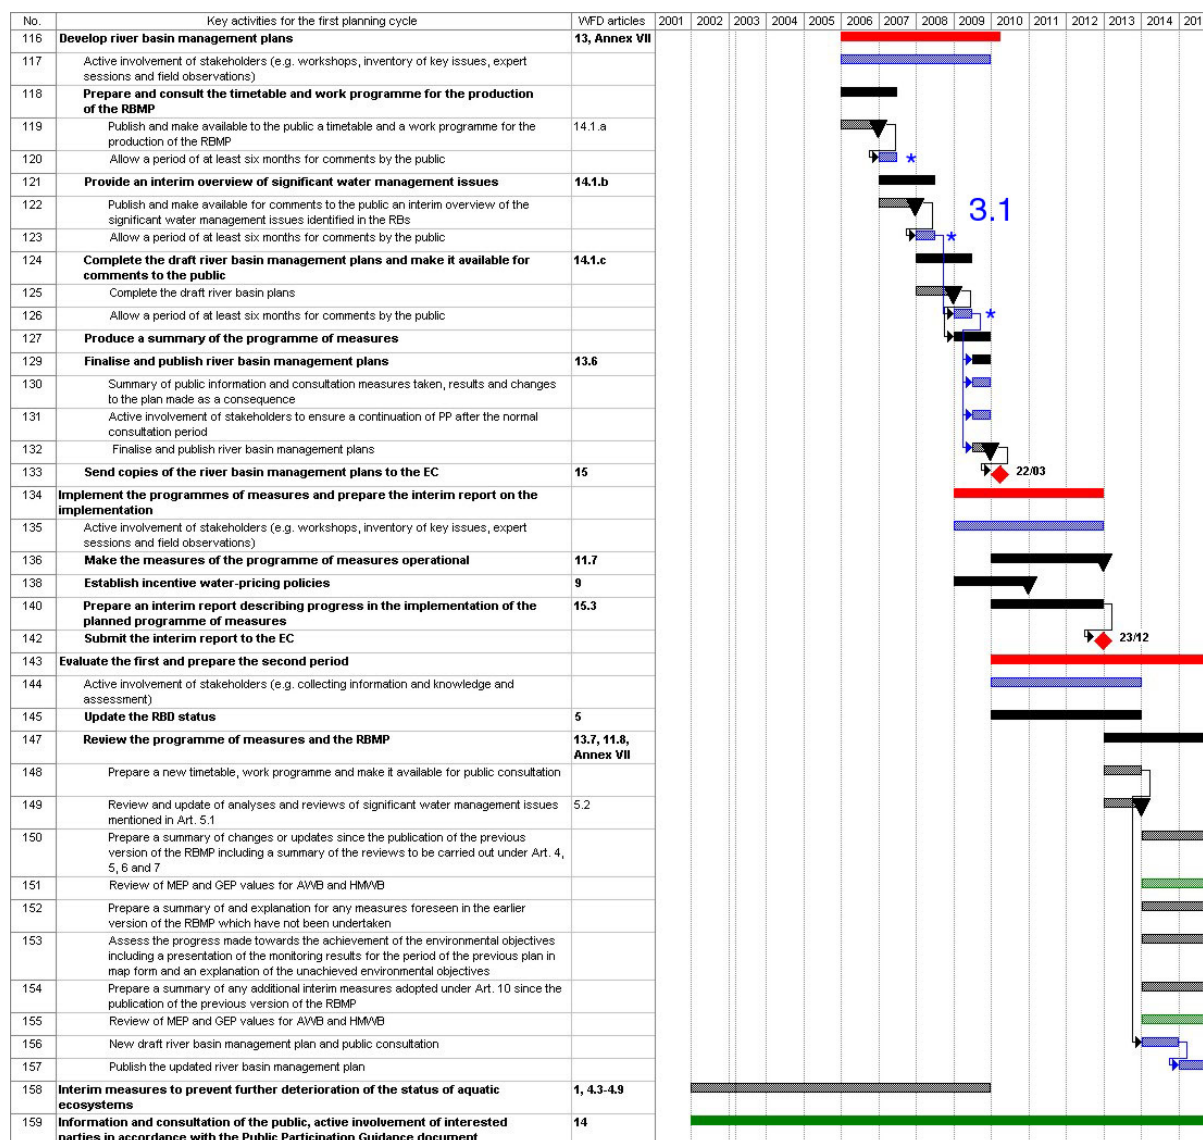 No. Key activities for the first planning cycle WFD articles 2001 2002 2003 2004 2005 2006 2007 2008 2009 2010 2011 2012 2013 2014 201
116 Develop river basin management plans 13, Annex VII
117 Active involvement of stakeholders (e.g. workshops, inventory of key issues, expert
sessions and field observations)
118 Prepare and consult the timetable and work programme for the production
of the RBMP
119 Publish and make available to the public a timetable and a work programme for the 14.1.a
production of the RBMP
120 Allow a period of at least six months for comments by the public *
121 Provide an interim overview of significant water management issues 14.1.b
122 Publish and make available for comments to the public an interim overview of the 3.1
significant water management issues identified in the RBs
123 Allow a period of at least six months for comments by the public *
124 Complete the draft river basin management plans and make it available for 14.1.c
comments to the public
125 Complete the draft river basin plans
126 Allow a period of at least six months for comments by the public *
127 Produce a summary of the programme of measures
129 Finalise and publish river basin management plans 13.6
130 Summary of public information and consultation measures taken, results and changes
to the plan made as a consequence
131 Active involvement of stakeholders to ensure a continuation of PP after the normal
consultation period
132 Finalise and publish river basin management plans
133 Send copies of the river basin management plans to the EC 15 22/03
134 Implement the programmes of measures and prepare the interim report on the
implementation
135 Active involvement of stakeholders (e.g. workshops, inventory of key issues, expert
sessions and field observations)
136 Make the measures of the programme of measures operational 11.7
138 Establish incentive water-pricing policies 9
140 Prepare an interim report describing progress in the implementation of the 15.3
planned programme of measures
142 Submit the interim report to the EC 23/12
143 Evaluate the first and prepare the second period
144 Active involvement of stakeholders (e.g. collecting information and knowledge and
assessment)
145 Update the RBD status 5
147 Review the programme of measures and the RBMP 13.7, 11.8,
Annex VII
148 Prepare a new timetable, work programme and make it available for public consultation
149 Review and update of analyses and reviews of significant water management issues 5.2
mentioned in Art. 5.1
150 Prepare a summary of changes or updates since the publication of the previous
version of the RBMP including a summary of the reviews to be carried out under Art. 4,
5, 6 and 7
151 Review of MEP and GEP values for AWB and HMWB
152 Prepare a summary of and explanation for any measures foreseen in the earlier
version of the RBMP which have not been undertaken
153 Assess the progress made towards the achievement of the environmental objectives
including a presentation of the monitoring results for the period of the previous plan in
map form and an explanation of the unachieved environmental objectives
154 Prepare a summary of any additional interim measures adopted under Art. 10 since the
publication of the previous version of the RBMP
155 Review of MEP and GEP values for AWB and HMWB
156 New draft river basin management plan and public consultation
157 Publish the updated river basin management plan
158 Interim measures to prevent further deterioration of the status of aquatic 1, 4.3-4.9
ecosystems
159 Information and consultation of the public, active involvement of interested 14
parties in accordance with the Public Participation Guidance document